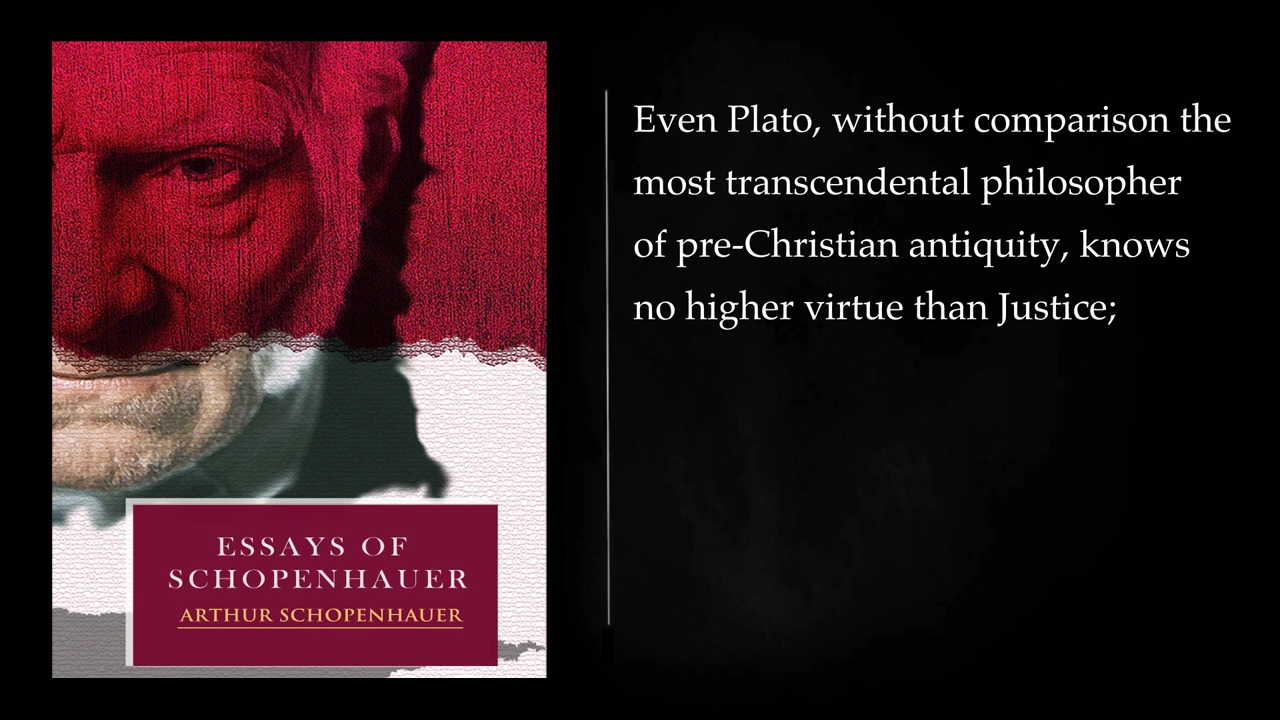 Even Plato, without comparison the
most transcendental philosopher
of pre-Christian antiquity, knows
no higher virtue than Justice;
ESSAYS OF
SCHOPENHAUER
ARTHUR SCHOPENHAUER